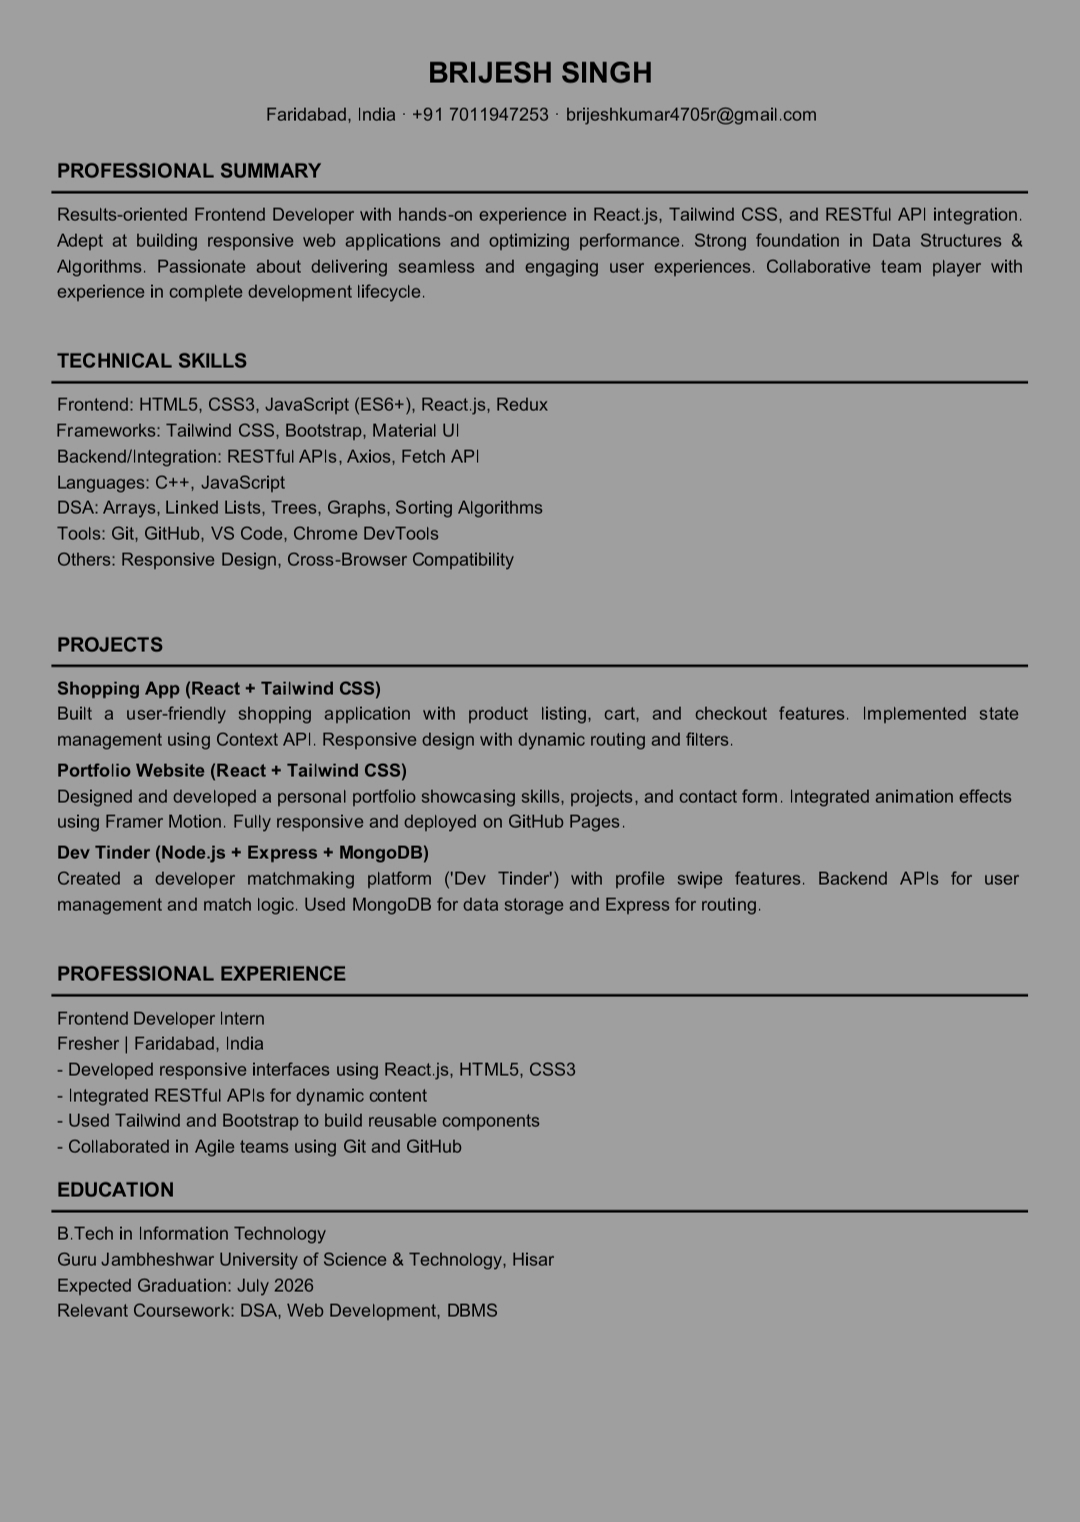 BRIJESH SINGH
Faridabad, India · +91 7011947253 · brijeshkumar4705r@gmail.com
PROFESSIONAL SUMMARY
Results-oriented Frontend Developer with hands-on experience in React.js, Tailwind CSS, and RESTful API integration.
Adept at building responsive web applications and optimizing performance. Strong foundation in Data Structures &
Algorithms. Passionate about delivering seamless and engaging user experiences. Collaborative team player with
experience in complete development lifecycle.
TECHNICAL SKILLS
Frontend: HTML5, CSS3, JavaScript (ES6+), React.js, Redux
Frameworks: Tailwind CSS, Bootstrap, Material UI
Backend/Integration: RESTful APIs, Axios, Fetch API
Languages: C++, JavaScript
DSA: Arrays, Linked Lists, Trees, Graphs, Sorting Algorithms
Tools: Git, GitHub, VS Code, Chrome DevTools
Others: Responsive Design, Cross-Browser Compatibility
PROJECTS
Shopping App (React + Tailwind CSS)
Built a user-friendly shopping application with product listing, cart, and checkout features. Implemented state
management using Context API. Responsive design with dynamic routing and filters.
Portfolio Website (React + Tailwind CSS)
Designed and developed a personal portfolio showcasing skills, projects, and contact form. Integrated animation effects
using Framer Motion. Fully responsive and deployed on GitHub Pages.
Dev Tinder (Node.js + Express + MongoDB)
Created a developer matchmaking platform ('Dev Tinder') with profile swipe features. Backend APIs for user
management and match logic. Used MongoDB for data storage and Express for routing.
PROFESSIONAL EXPERIENCE
Frontend Developer Intern
Fresher | Faridabad, India
- Developed responsive interfaces using React.js, HTML5, CSS3
- Integrated RESTful APIs for dynamic content
- Used Tailwind and Bootstrap to build reusable components
- Collaborated in Agile teams using Git and GitHub
EDUCATION
B.Tech in Information Technology
Guru Jambheshwar University of Science & Technology, Hisar
Expected Graduation: July 2026
Relevant Coursework: DSA, Web Development, DBMS